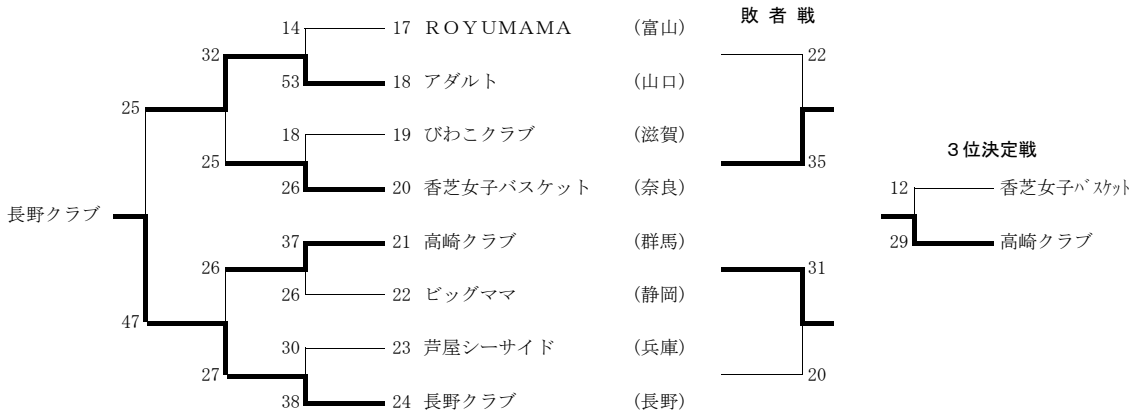 敗 者 戦
14 17 ROYUMAMA (富山)
32 22
53 18 アダルト (山口)
25
18 19 びわこクラブ (滋賀)
25 35
3位決定戦
26 20 香芝女子バスケット (奈良)
12 香芝女子バスケット
長野クラブ
37 21 高崎クラブ (群馬)
29 高崎クラブ
26 31
26 22 ビッグママ (静岡)
47
30 23 芦屋シーサイド (兵庫)
27 20
38 24 長野クラブ (長野)